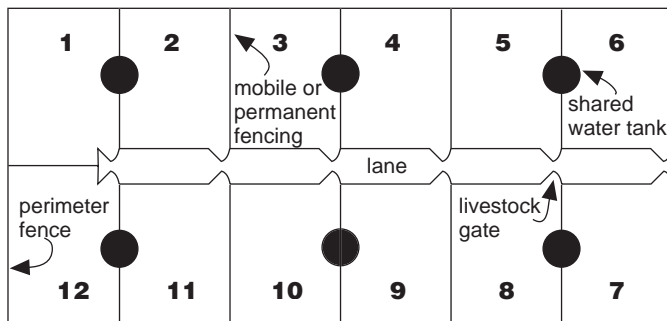 1 2 3 4 5 6
mobile or
permanent
fencing
shared
water tank
lane
perimeter
fence
livestock
gate
12 11 10 9 8 7